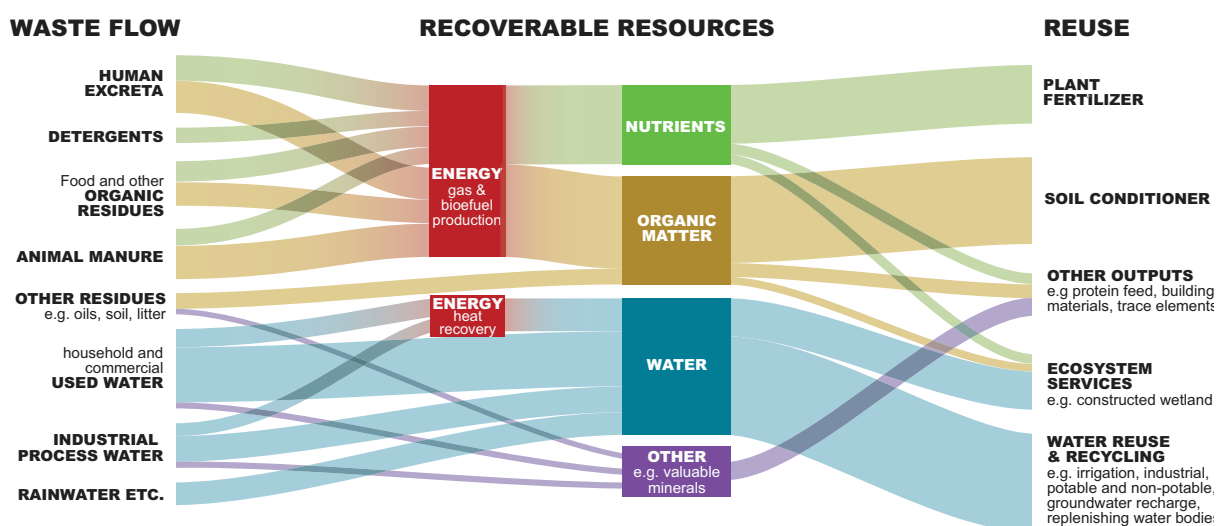 WASTE FLOW
RECOVERABLE RESOURCES
REUSE
HUMAN
EXCRETA
DETERGENTS
Food and other
ORGANIC
RESIDUES
ANIMAL MANURE
OTHER RESIDUES
e.g. oils, soil, litter
household and
commercial
USED WATER
INDUSTRIAL
PROCESS WATER
RAINWATER ETC.
ENERGY
gas &
bioefuel
production
ENERGY
heat
recovery
NUTRIENTS
ORGANIC
MATTER
WATER
OTHER
e.g. valuable
minerals
PLANT
FERTILIZER
SOIL CONDITIONER
OTHER OUTPUTS
e.g protein feed, building
materials, trace elements
ECOSYSTEM
SERVICES
e.g. constructed wetland
WATER REUSE
& RECYCLING
e.g. irrigation, industrial,
potable and non-potable,
groundwater recharge,
replenishing water bodies